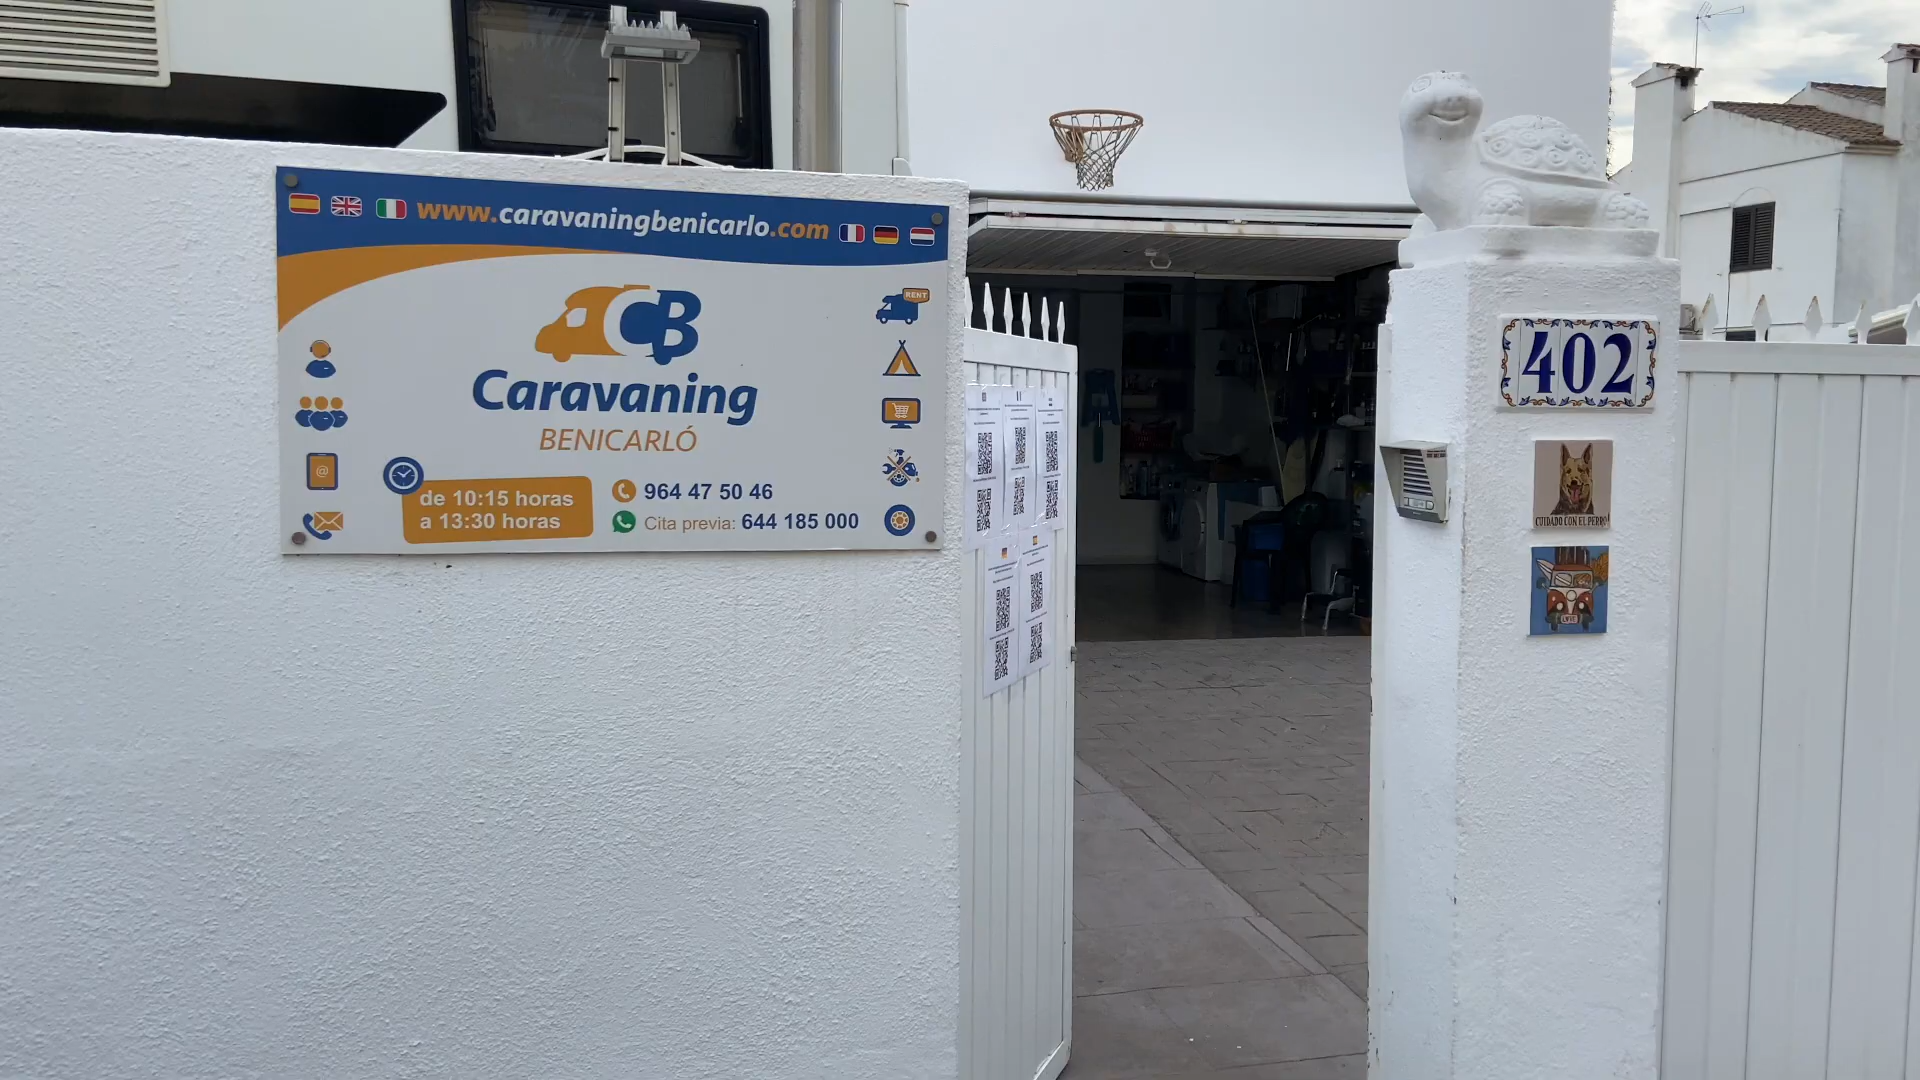 www.caravaningbenicarlo.com
RENT
CB
Caravaning
BENICARLÓ
@
de 10:15 horas
a 13:30 horas
964 47 50 46
Cita previa: 644 185 000
402
CUIDADO CON EL PERRO